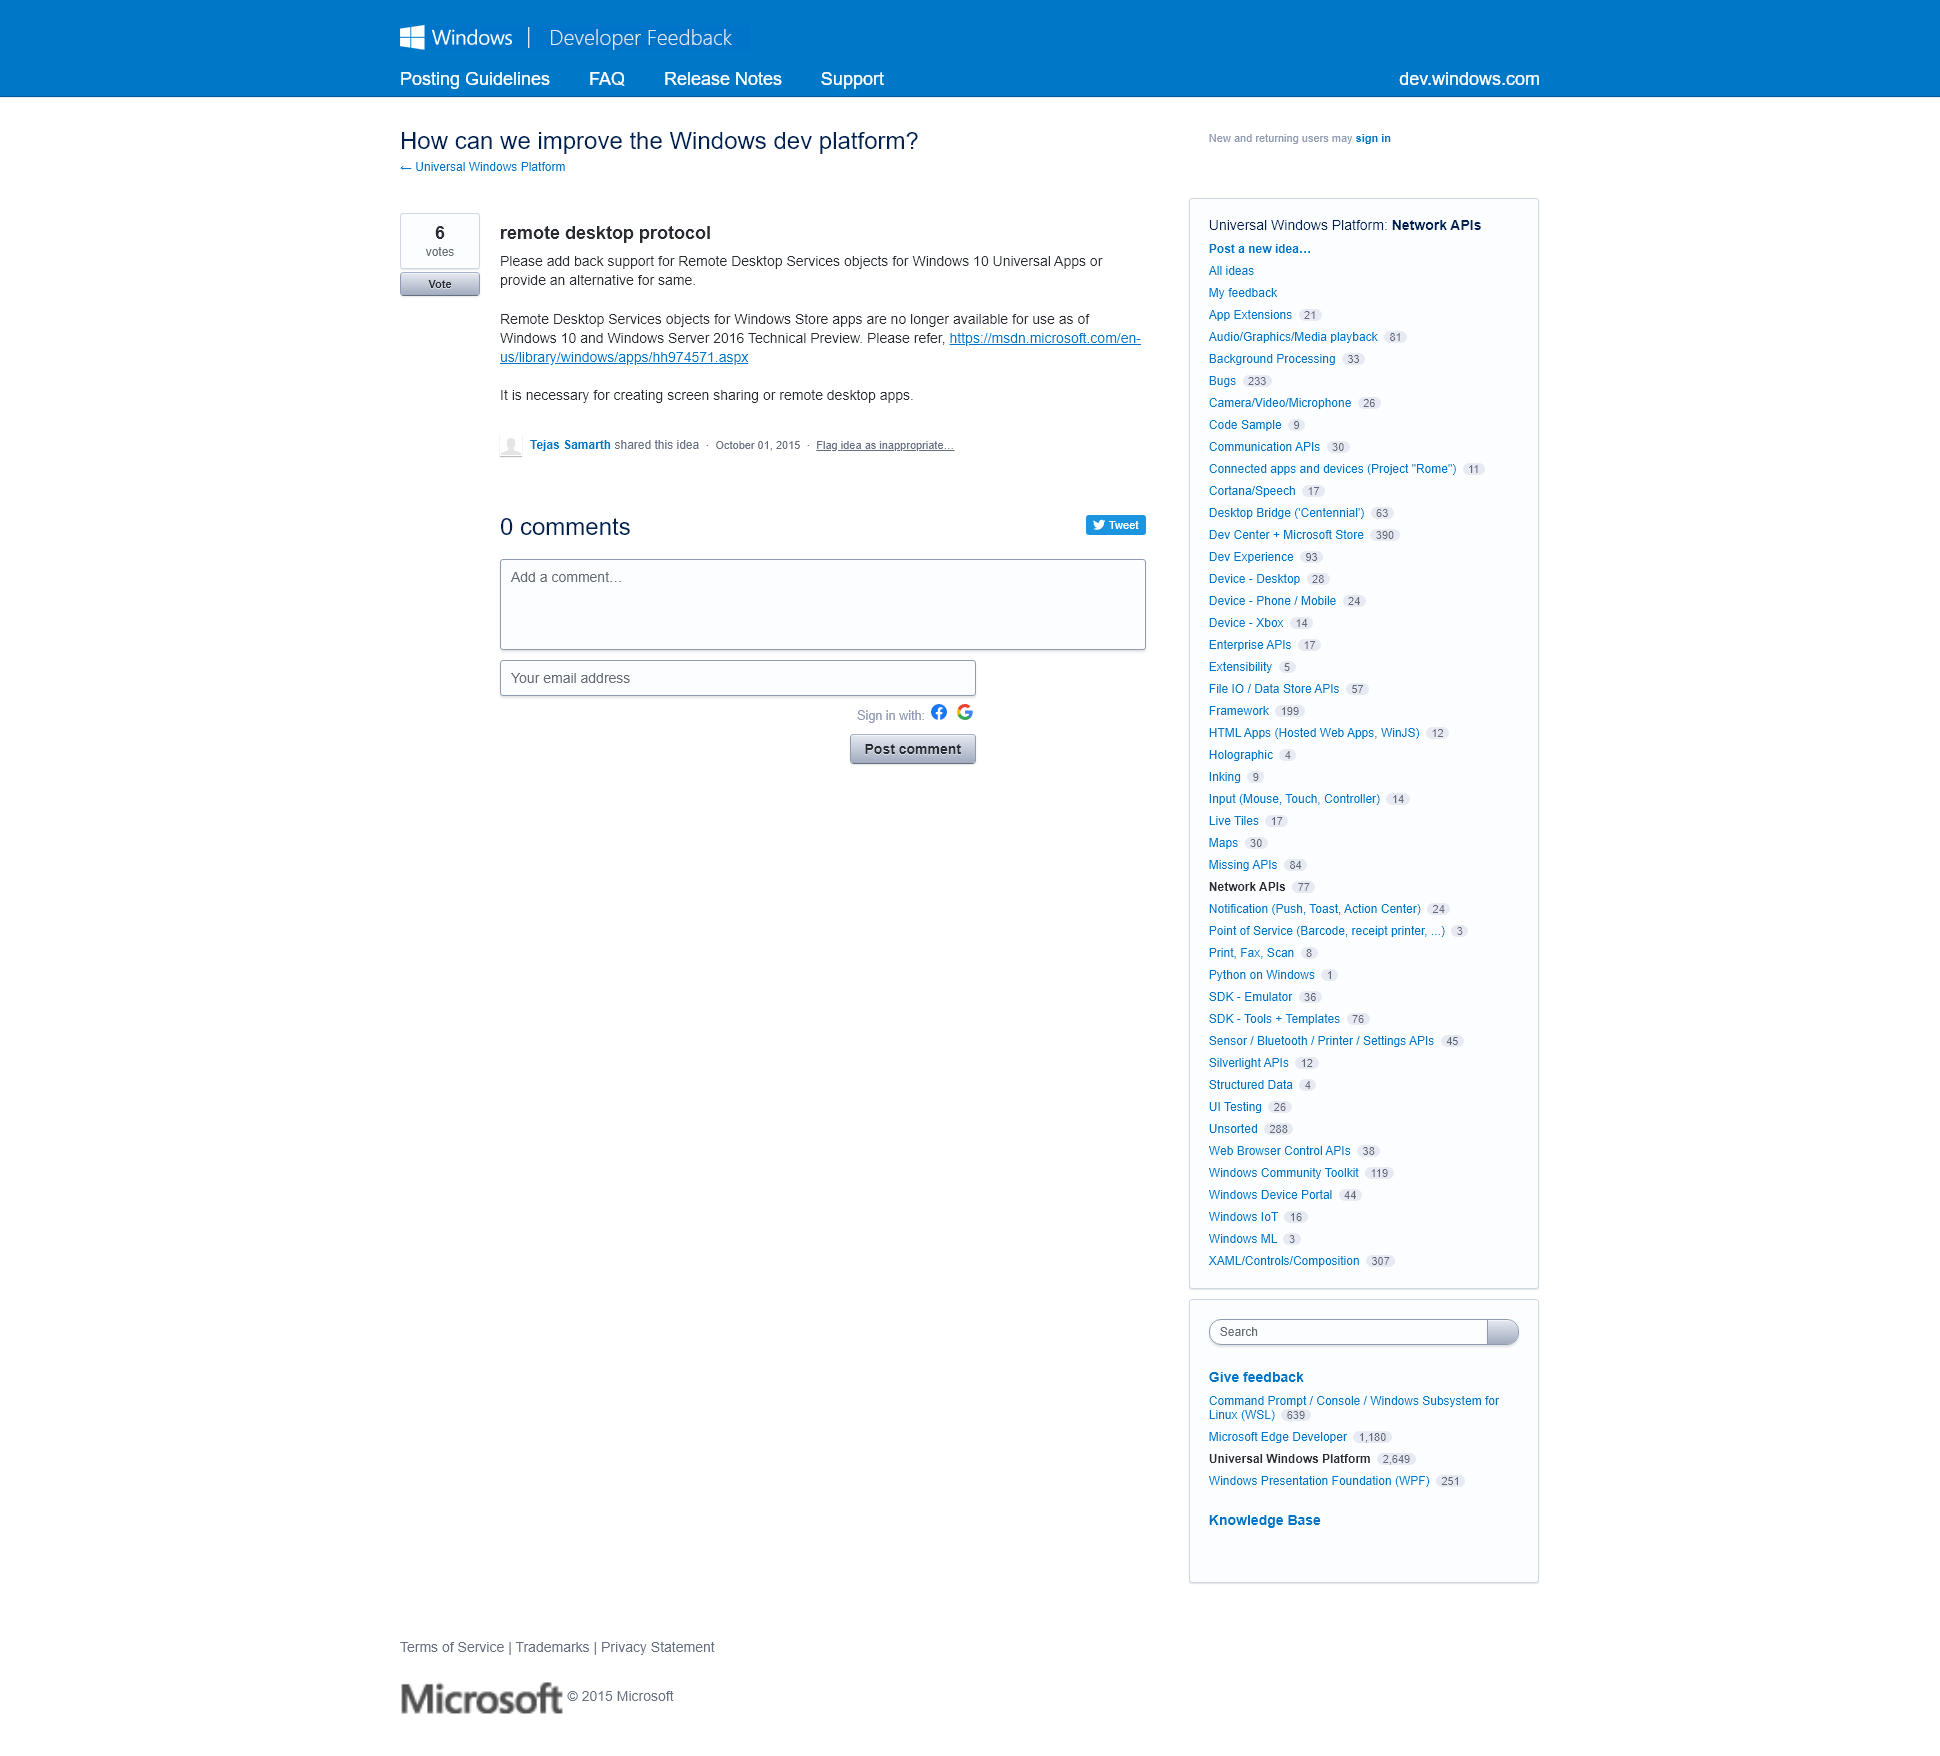 Windows | Developer Feedback
Posting Guidelines FAQ Release Notes Support dev.windows.com
How can we improve the Windows dev platform?
← Universal Windows Platform
New and returning users may sign in
6
votes
Vote
remote desktop protocol
Please add back support for Remote Desktop Services objects for Windows 10 Universal Apps or
provide an alternative for same.
Remote Desktop Services objects for Windows Store apps are no longer available for use as of
Windows 10 and Windows Server 2016 Technical Preview. Please refer, https://msdn.microsoft.com/en-
us/library/windows/apps/hh974571.aspx
It is necessary for creating screen sharing or remote desktop apps.
Tejas Samarth shared this idea · October 01, 2015 · Flag idea as inappropriate…
0 comments
Tweet
Add a comment…
Your email address
Sign in with:
Post comment
Universal Windows Platform: Network APIs
Post a new idea…
All ideas
My feedback
App Extensions 21
Audio/Graphics/Media playback 81
Background Processing 33
Bugs 233
Camera/Video/Microphone 26
Code Sample 9
Communication APIs 30
Connected apps and devices (Project "Rome") 11
Cortana/Speech 17
Desktop Bridge ('Centennial') 63
Dev Center + Microsoft Store 390
Dev Experience 93
Device - Desktop 28
Device - Phone / Mobile 24
Device - Xbox 14
Enterprise APIs 17
Extensibility 5
File IO / Data Store APIs 57
Framework 199
HTML Apps (Hosted Web Apps, WinJS) 12
Holographic 4
Inking 9
Input (Mouse, Touch, Controller) 14
Live Tiles 17
Maps 30
Missing APIs 84
Network APIs 77
Notification (Push, Toast, Action Center) 24
Point of Service (Barcode, receipt printer, ...) 3
Print, Fax, Scan 8
Python on Windows 1
SDK - Emulator 36
SDK - Tools + Templates 76
Sensor / Bluetooth / Printer / Settings APIs 45
Silverlight APIs 12
Structured Data 4
UI Testing 26
Unsorted 288
Web Browser Control APIs 38
Windows Community Toolkit 119
Windows Device Portal 44
Windows IoT 16
Windows ML 3
XAML/Controls/Composition 307
Search
Give feedback
Command Prompt / Console / Windows Subsystem for
Linux (WSL) 639
Microsoft Edge Developer 1,180
Universal Windows Platform 2,649
Windows Presentation Foundation (WPF) 251
Knowledge Base
Terms of Service | Trademarks | Privacy Statement
Microsoft © 2015 Microsoft